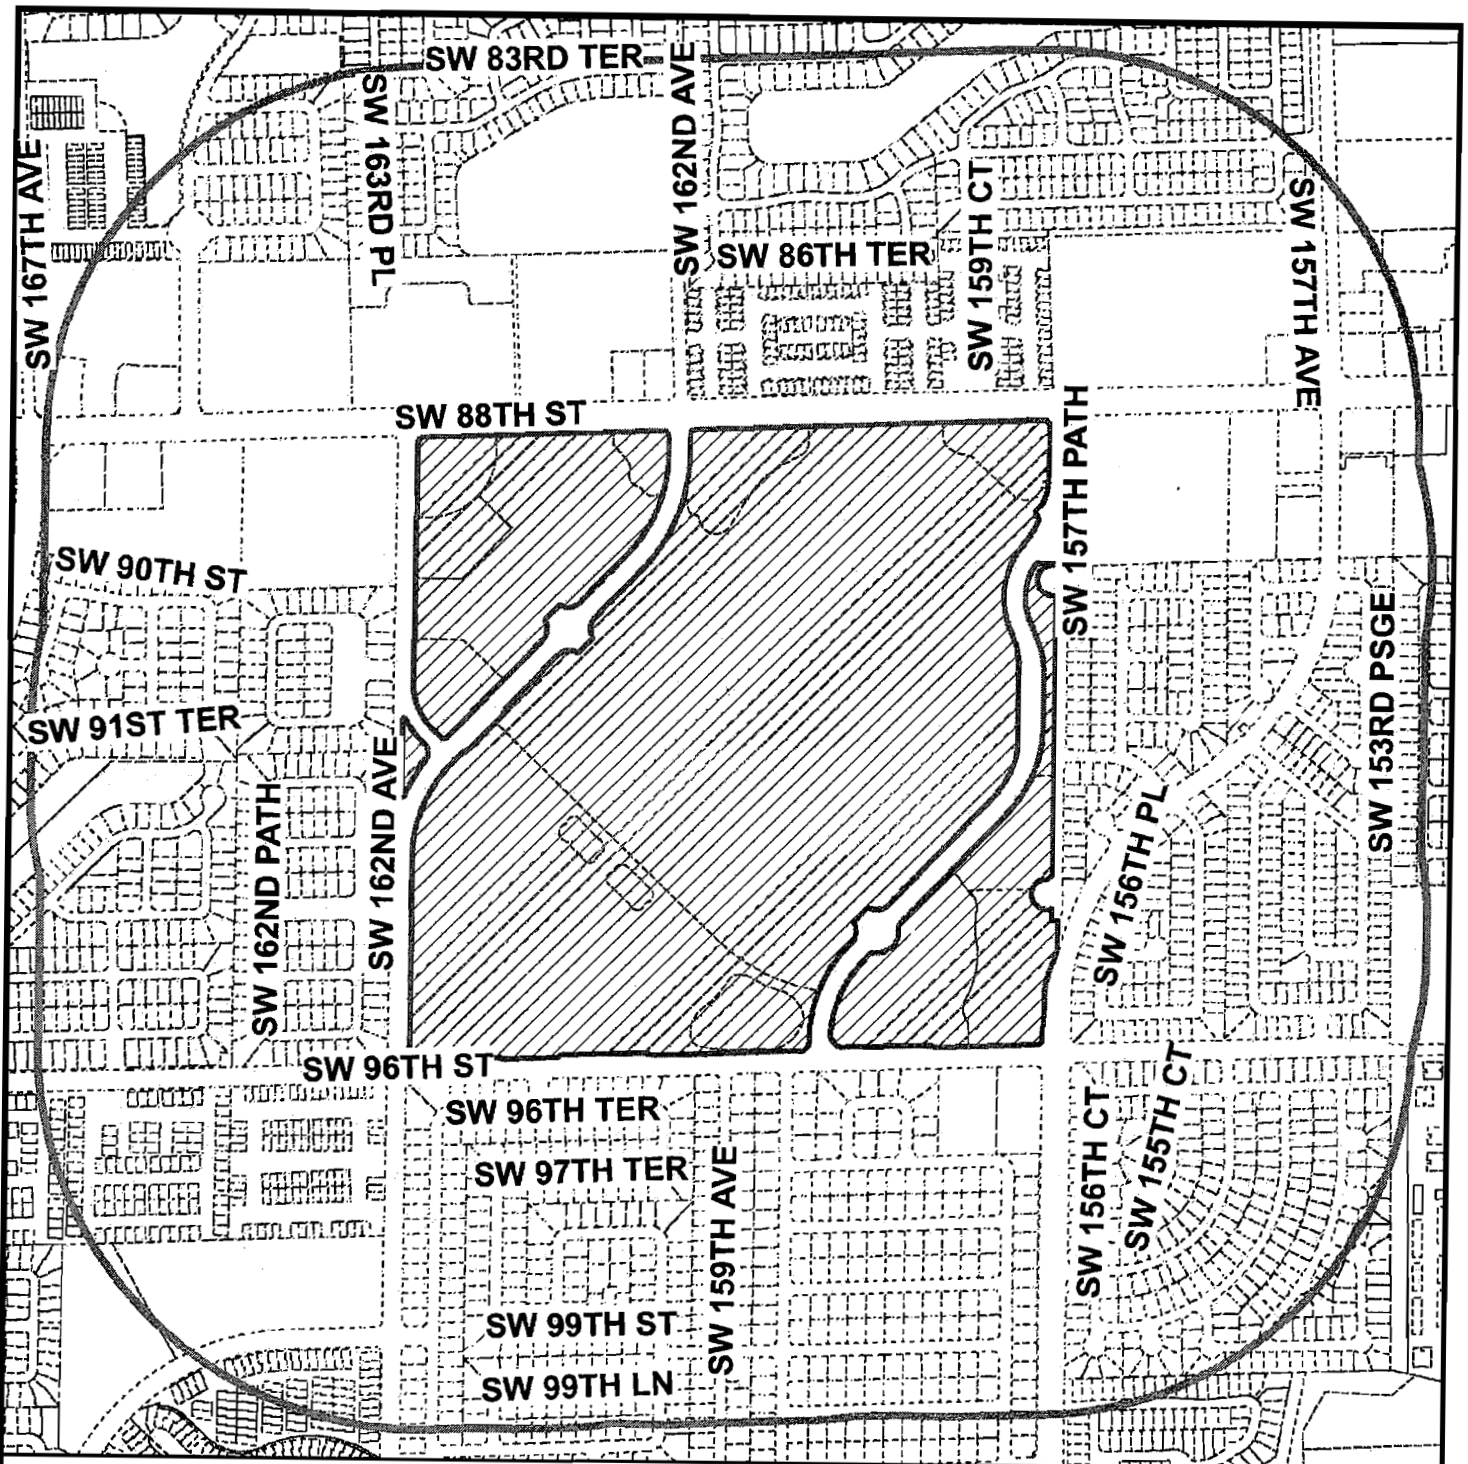 SW 83RD TER
SW 167TH AVE
SW 163RD PL
SW 162ND AVE
SW 86TH TER
SW 159TH CT
SW 157TH AVE
SW 88TH ST
SW 157TH PATH
SW 90TH ST
SW 91ST TER
SW 153RD PSGE
SW 162ND PATH
SW 162ND AVE
SW 156TH PL
SW 96TH ST
SW 96TH TER
SW 97TH TER
SW 159TH AVE
SW 156TH CT
SW 155TH CT
SW 99TH ST
SW 99TH LN